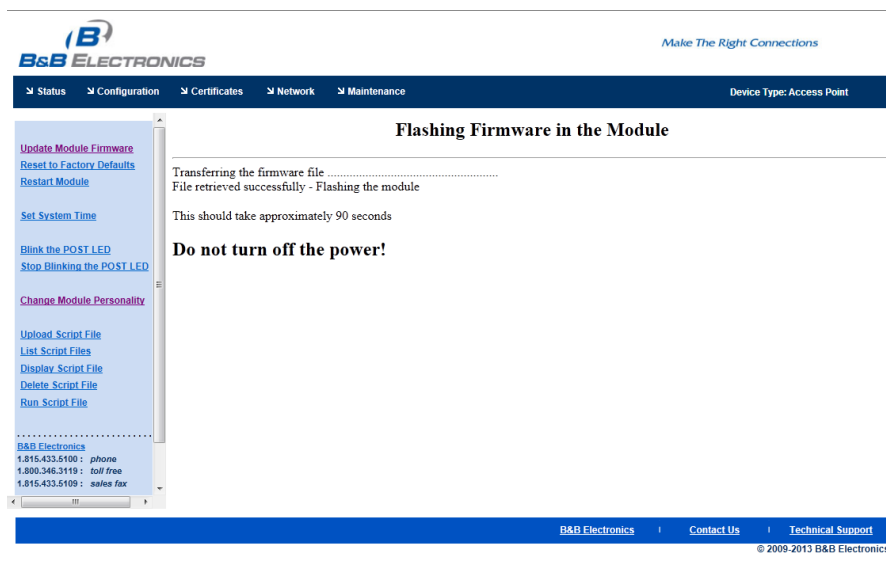 B
B&B ELECTRONICS
Make The Right Connections
Status Configuration Certificates Network Maintenance Device Type: Access Point
Update Module Firmware
Reset to Factory Defaults
Restart Module
Set System Time
Blink the POST LED
Stop Blinking the POST LED
Change Module Personality
Upload Script File
List Script Files
Display Script File
Delete Script File
Run Script File
B&B Electronics
1.815.433.5100 : phone
1.800.346.3119 : toll free
1.815.433.5109 : sales fax
Flashing Firmware in the Module
Transferring the firmware file ......................................................
File retrieved successfully - Flashing the module
This should take approximately 90 seconds
Do not turn off the power!
B&B Electronics | Contact Us | Technical Support
© 2009-2013 B&B Electronics